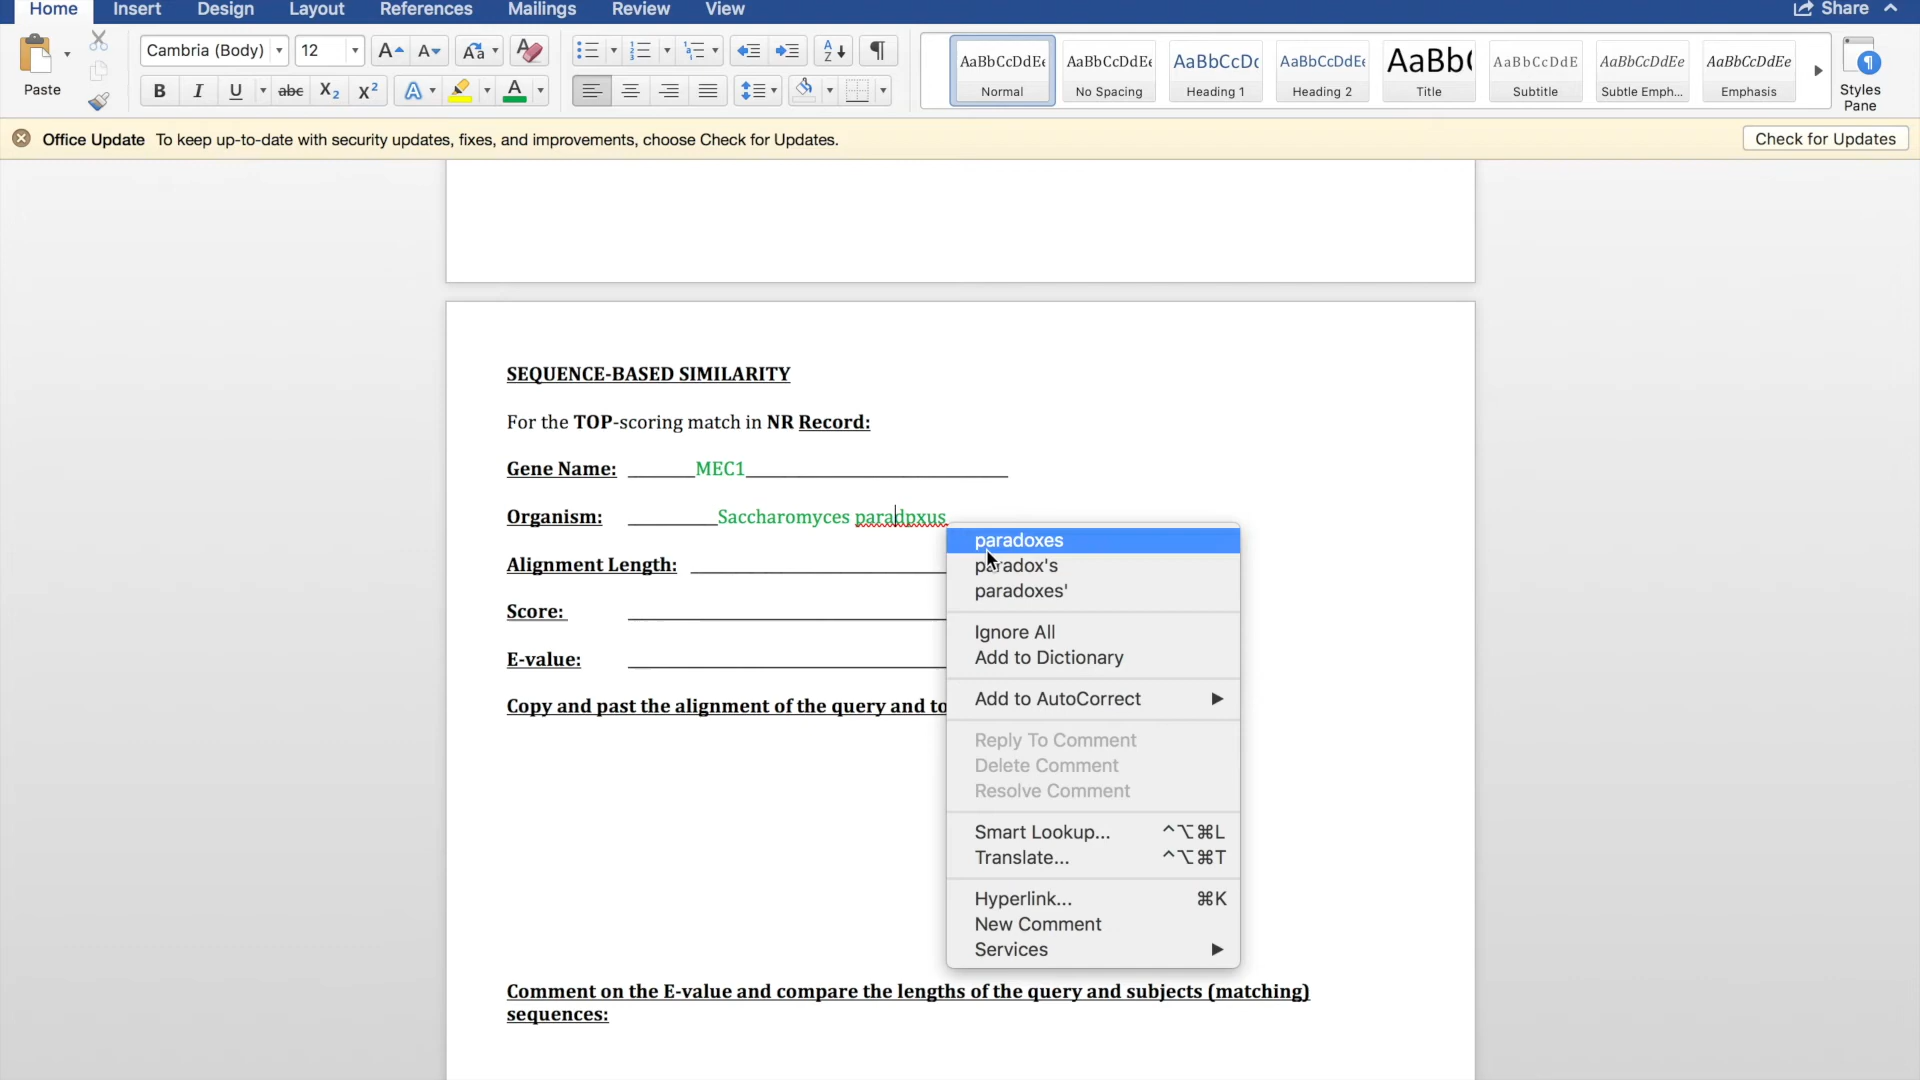 Home Insert Design Layout References Mailings Review View Share
Paste
Cambria (Body) 12
AaBbCcDdEe AaBbCcDdEe AaBbCcDc AaBbCcDdEe AaBb( AaBbCcDdE AaBbCcDdEe AaBbCcDdEe
Normal No Spacing Heading 1 Heading 2 Title Subtitle Subtle Emph... Emphasis
Styles
Pane
B I U abc X2 X2 A A
Office Update To keep up-to-date with security updates, fixes, and improvements, choose Check for Updates. Check for Updates
SEQUENCE-BASED SIMILARITY
For the TOP-scoring match in NR Record:
Gene Name: ________MEC1________
Organism: ________Saccharomyces paradpxus
Alignment Length: ________
Score: ________
E-value: ________
Copy and past the alignment of the query and to
paradoxes
paradox's
paradoxes'
Ignore All
Add to Dictionary
Add to AutoCorrect
Reply To Comment
Delete Comment
Resolve Comment
Smart Lookup... ^⌥⌘L
Translate... ^⌥⌘T
Hyperlink... ⌘K
New Comment
Services
Comment on the E-value and compare the lengths of the query and subjects (matching)
sequences: